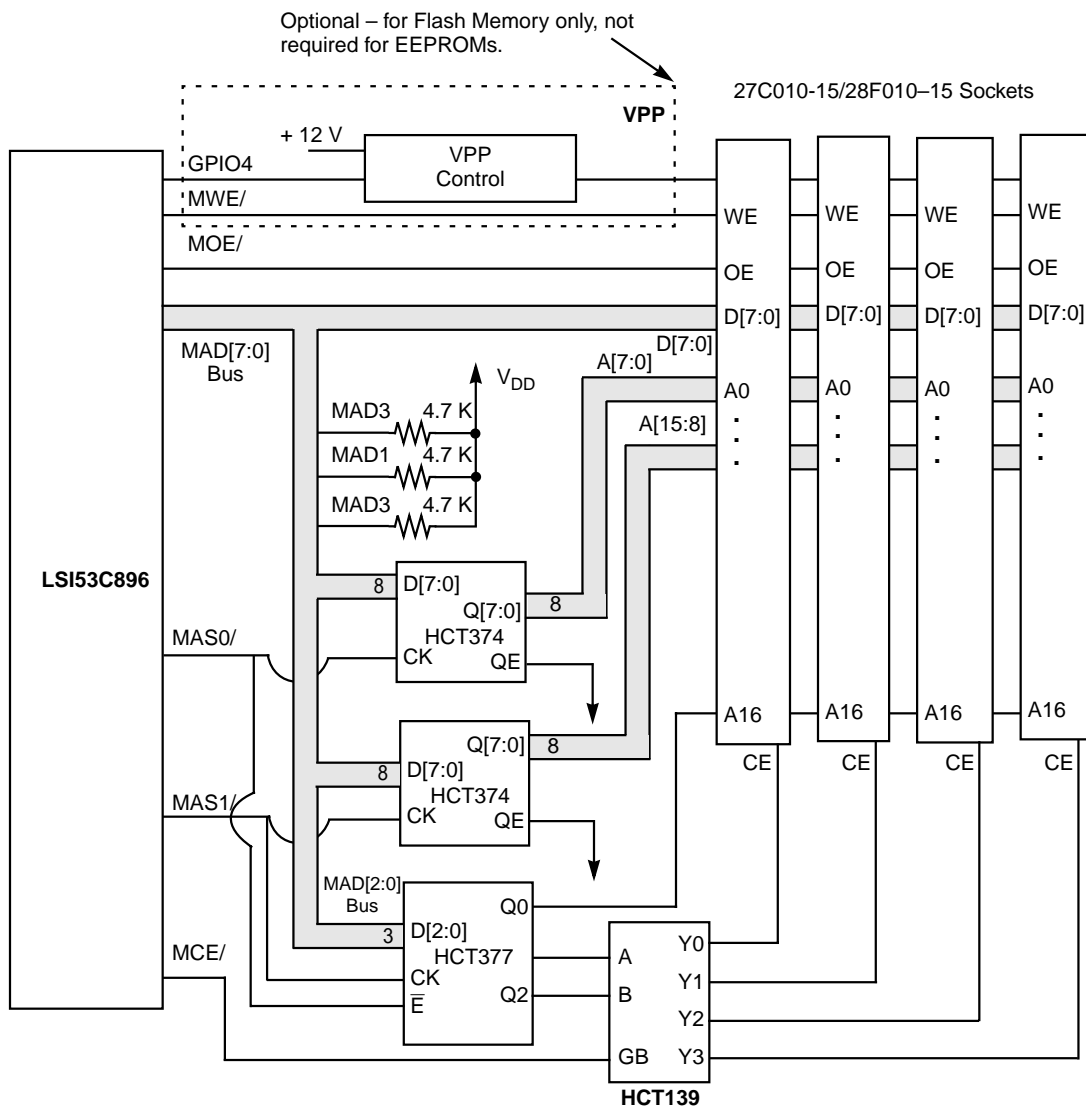 Optional – for Flash Memory only, not
required for EEPROMs.
27C010-15/28F010–15 Sockets
VPP
+ 12 V
VPP
Control
GPIO4
MWE/
MOE/
WE
WE
WE
WE
OE
OE
OE
OE
D[7:0]
D[7:0]
D[7:0]
D[7:0]
MAD[7:0]
Bus
D[7:0]
A[7:0]
VDD
A0
A0
A0
A0
A[15:8]
MAD3
4.7 K
MAD1
4.7 K
MAD3
4.7 K
LSI53C896
8
D[7:0]
Q[7:0]
8
HCT374
CK
QE
MAS0/
A16
A16
A16
A16
Q[7:0]
8
8
D[7:0]
HCT374
CK
QE
CE
CE
CE
CE
MAS1/
MAD[2:0]
Bus
Q0
3
D[2:0]
HCT377
CK
E
Q2
MCE/
A
B
GB
Y0
Y1
Y2
Y3
HCT139